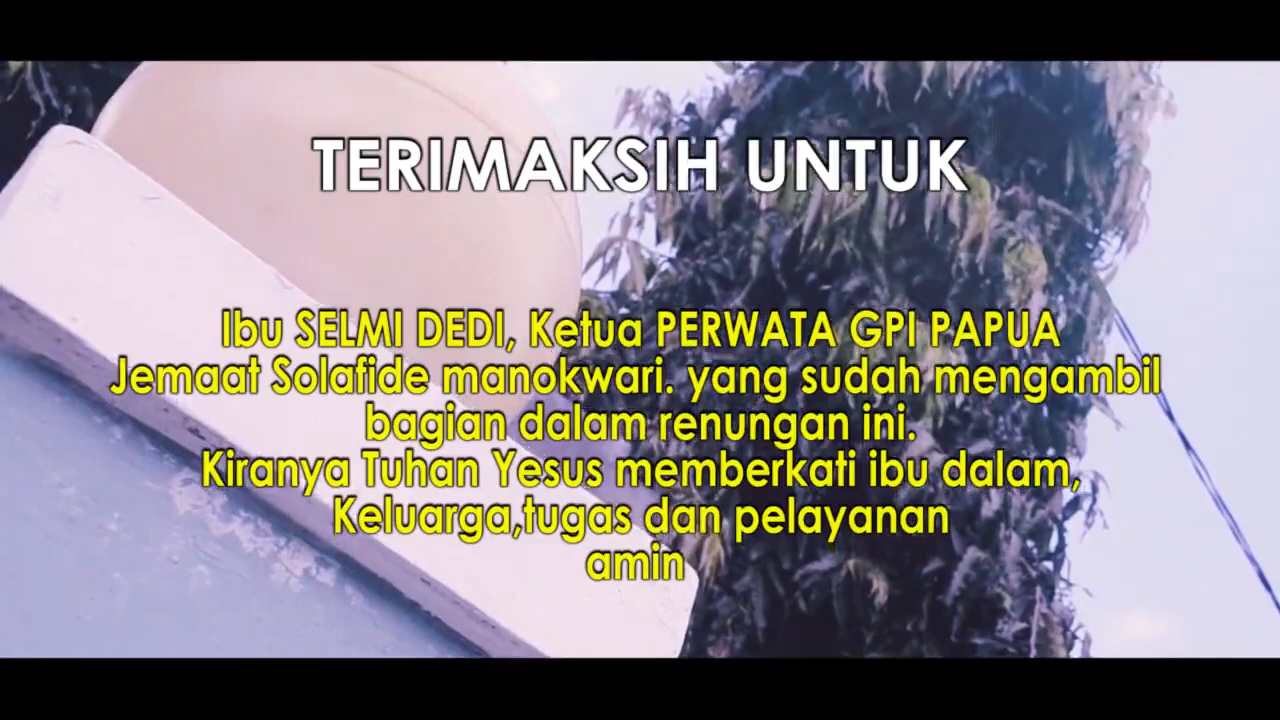 TERIMAKSIH UNTUK
Ibu SELMI DEDI, Ketua PERWATA GPI PAPUA
Jemaat Solafide manokwari. yang sudah mengambil
bagian dalam renungan ini.
Kiranya Tuhan Yesus memberkati ibu dalam,
Keluarga,tugas dan pelayanan
amin